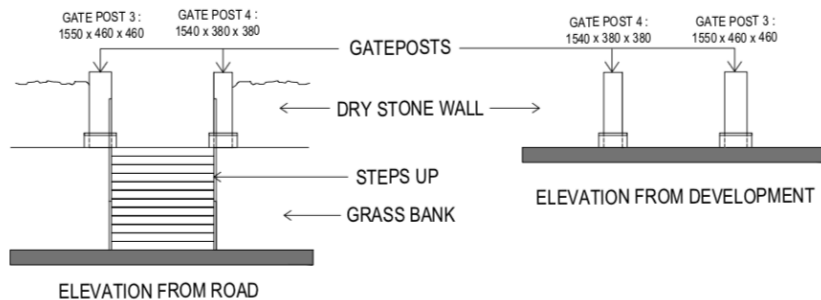 GATE POST 3 :
1550 x 460 x 460
GATE POST 4 :
1540 x 380 x 380
GATEPOSTS
GATE POST 4 :
1540 x 380 x 380
GATE POST 3 :
1550 x 460 x 460
DRY STONE WALL
STEPS UP
GRASS BANK
ELEVATION FROM DEVELOPMENT
ELEVATION FROM ROAD